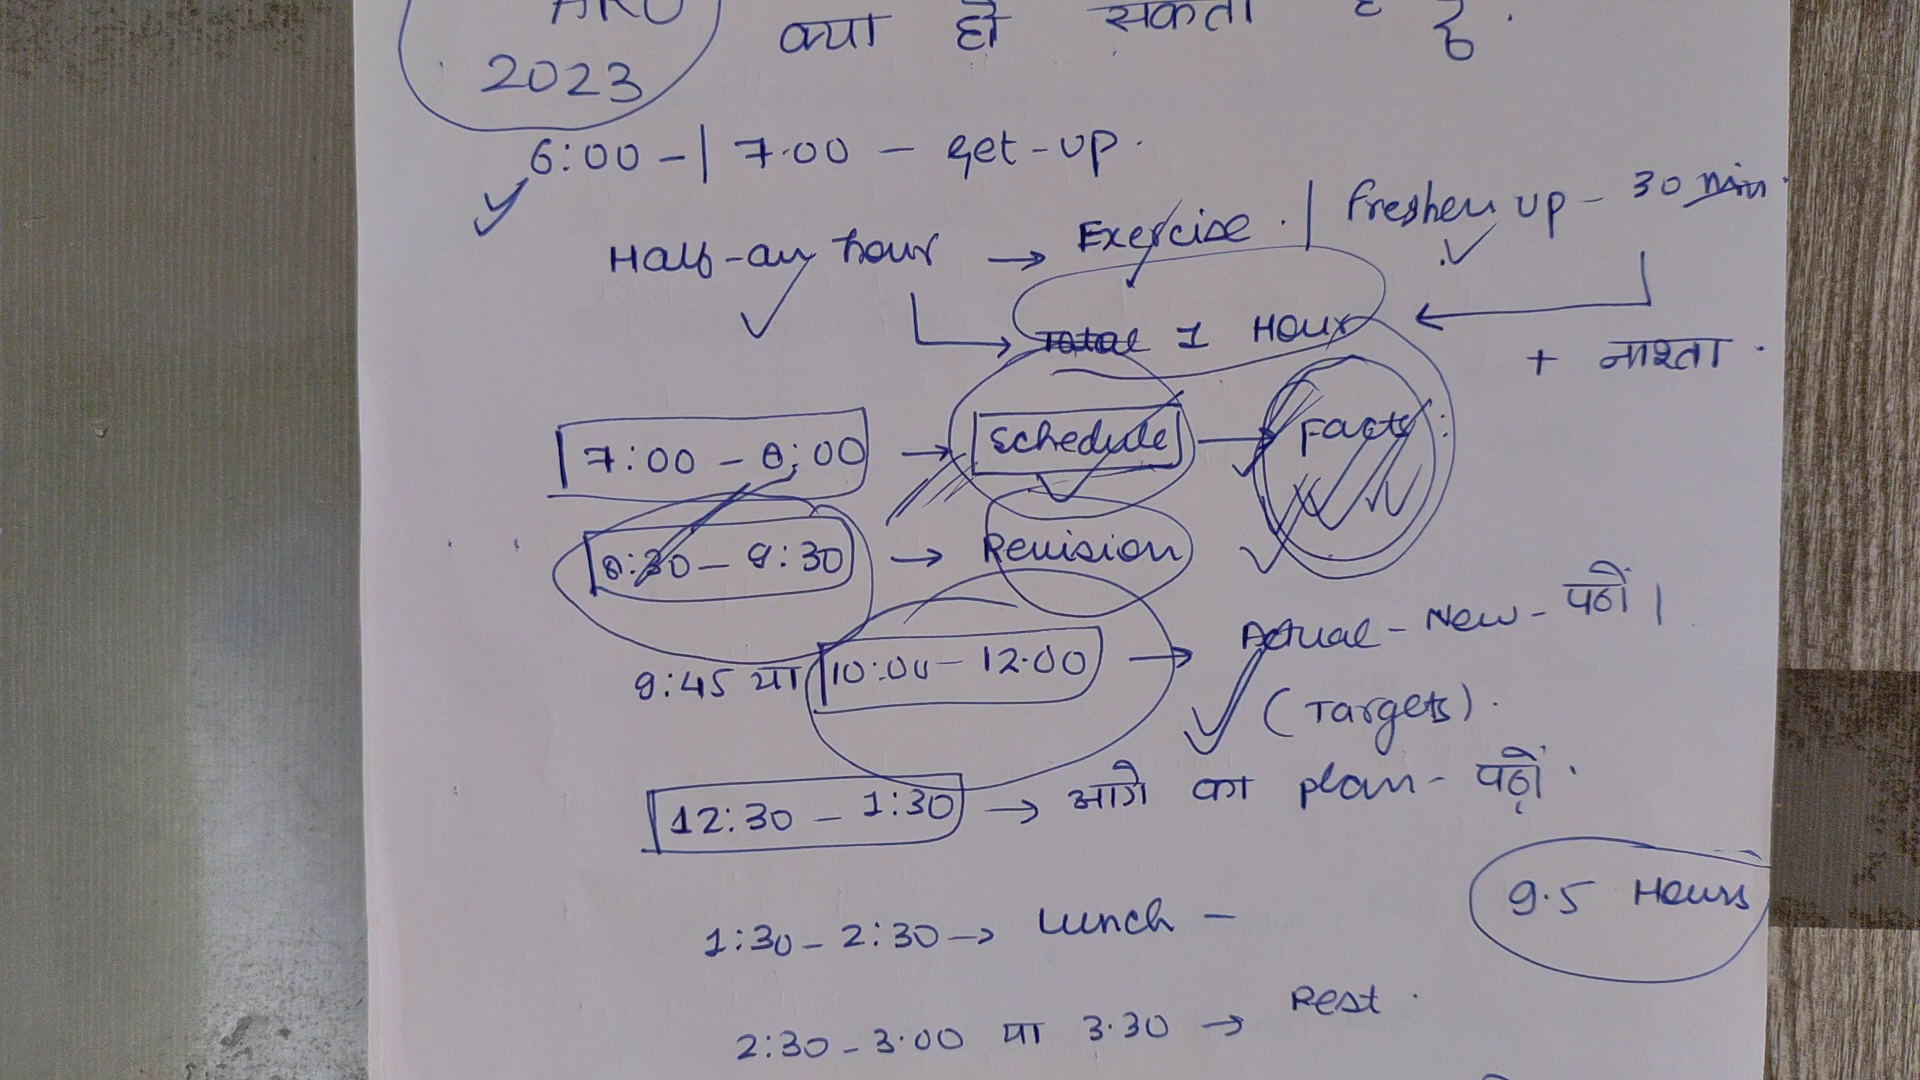 ARO क्या हो सकता है
2023
6:00 - | 7.00 - Get-up.
Half-an hour → Exercise. | Freshen up - 30 min.
Total 1 Hour + नाश्ता.
7:00 - 8:00 → Schedule → Facts:
8:30 - 9:30 → Revision
9:45 या 10:00 - 12.00 → Actual - New - पढ़ों।
(Targets).
12:30 - 1:30 → आगे का plan - पढ़ों.
9.5 Hours
1:30 - 2:30 → Lunch -
2:30 - 3.00 या 3.30 → Rest.